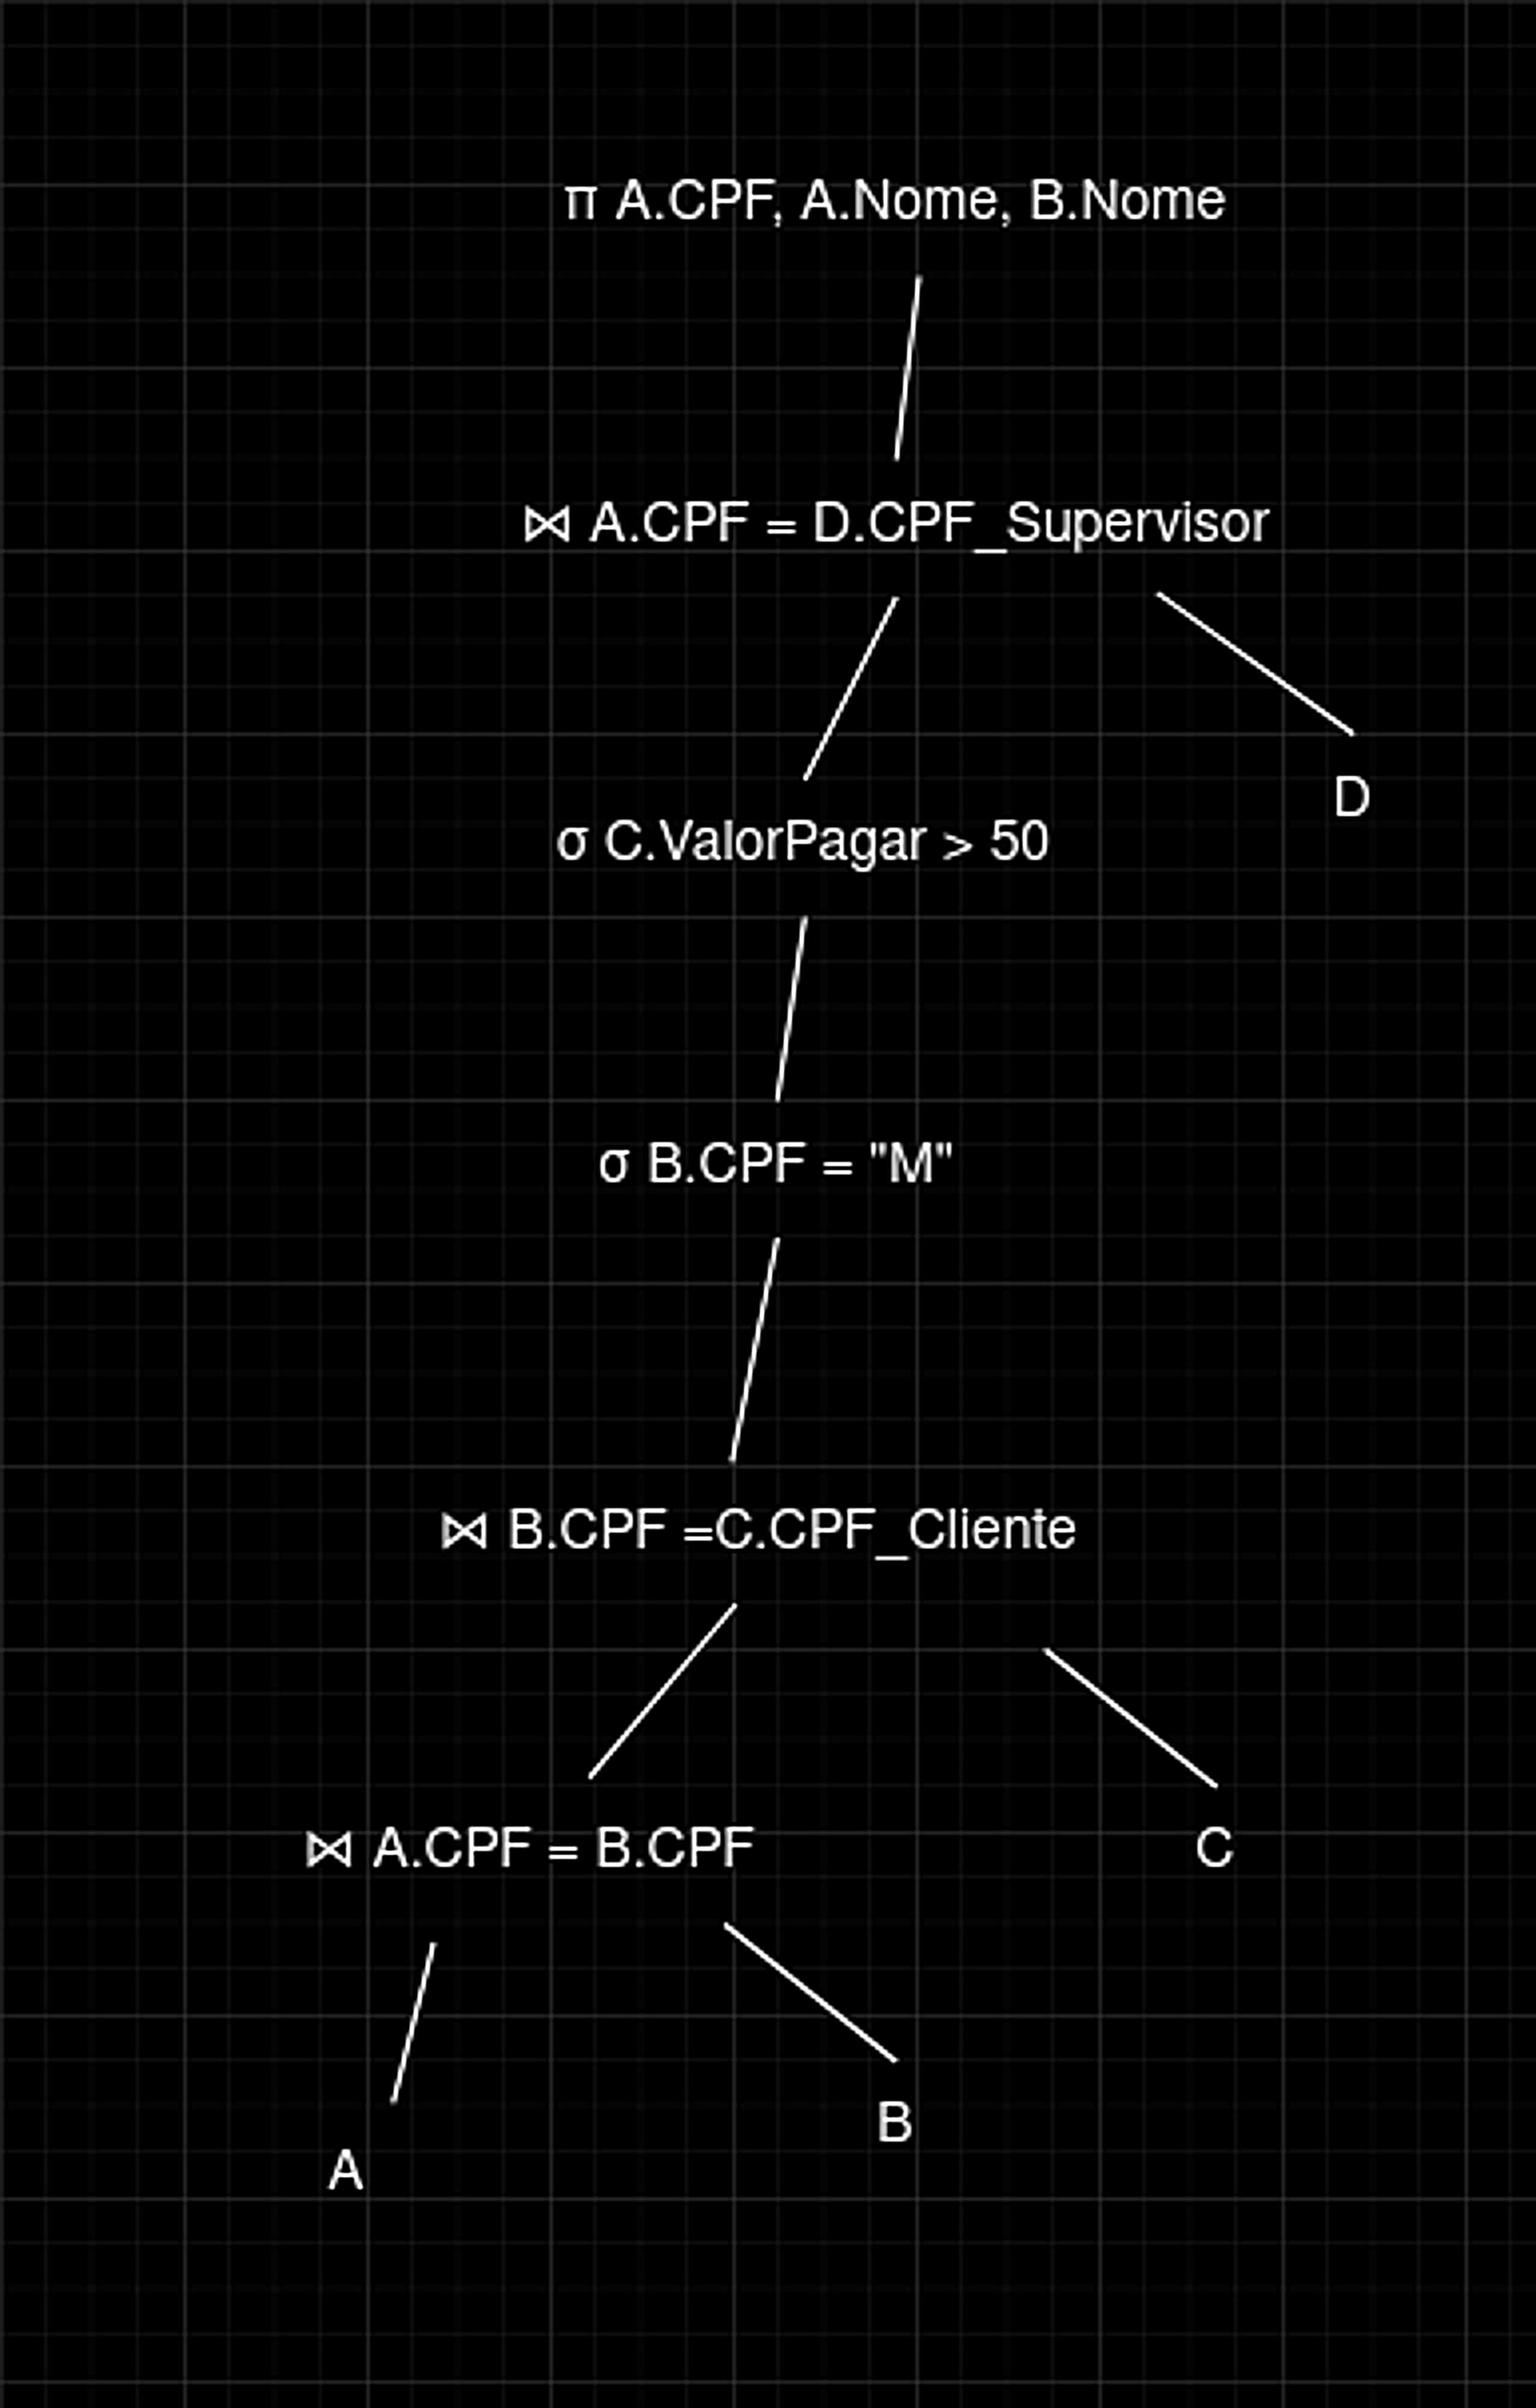 π A.CPF, A.Nome, B.Nome
⋈ A.CPF = D.CPF_Supervisor
D
σ C.ValorPagar > 50
σ B.CPF = "M"
⋈ B.CPF =C.CPF_Cliente
⋈ A.CPF = B.CPF
C
B
A